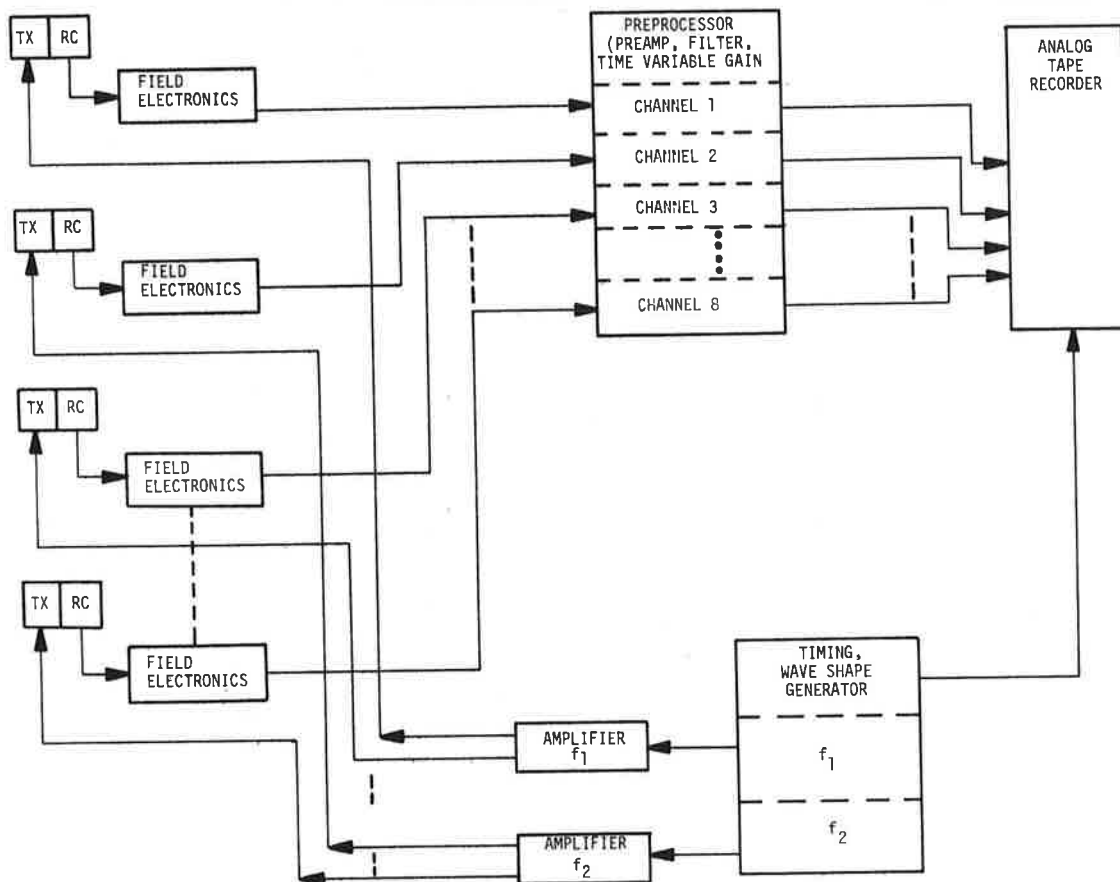 TX RC
FIELD
ELECTRONICS
PREPROCESSOR
(PREAMP, FILTER,
TIME VARIABLE GAIN
CHANNEL 1
CHANNEL 2
CHANNEL 3
CHANNEL 8
ANALOG
TAPE
RECORDER
TX RC
FIELD
ELECTRONICS
TX RC
FIELD
ELECTRONICS
TX RC
FIELD
ELECTRONICS
TIMING,
WAVE SHAPE
GENERATOR
f1
f2
AMPLIFIER
f1
AMPLIFIER
f2